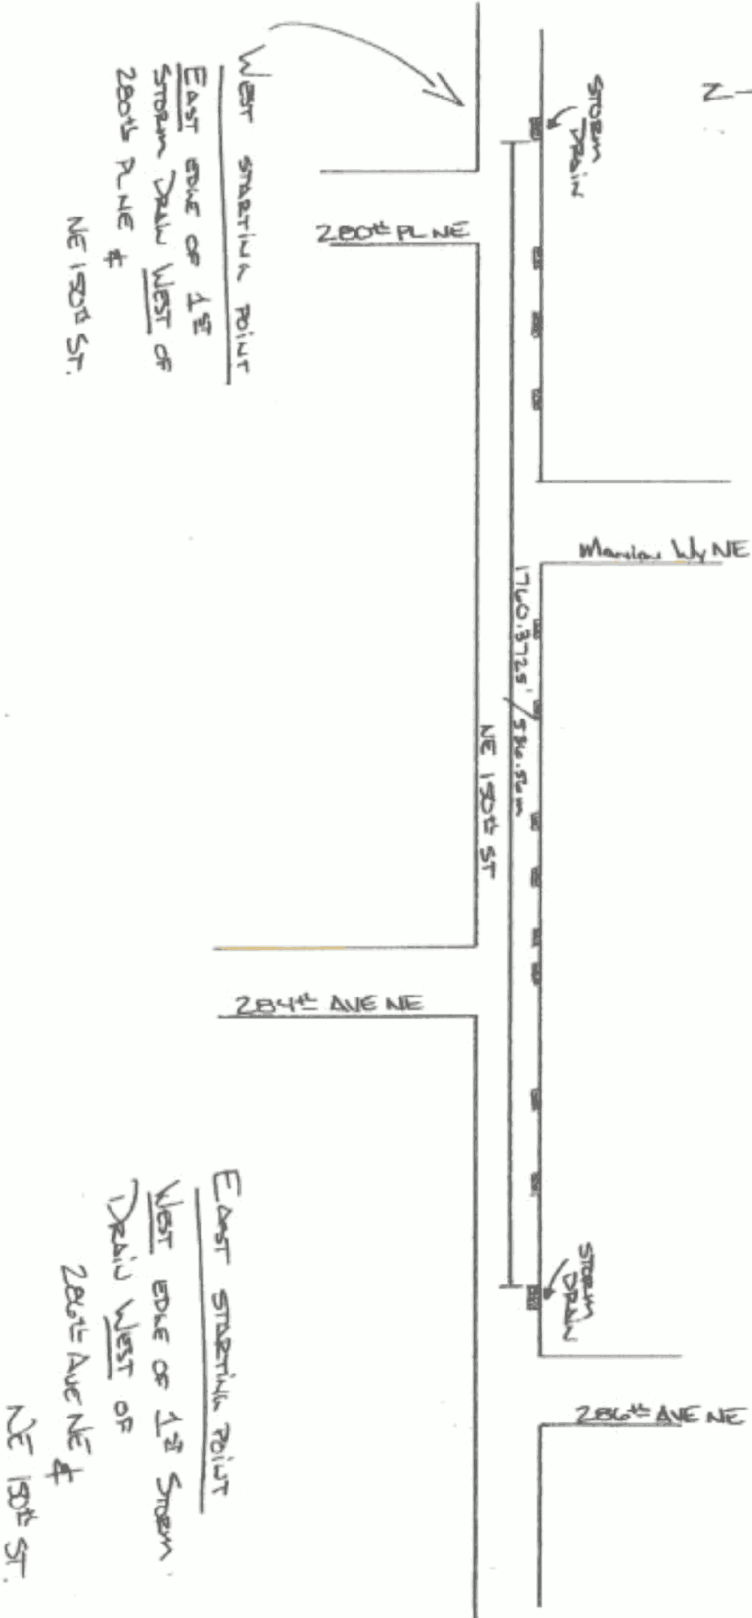 N
STORM
DRAIN
WEST STARTING POINT
EAST EDGE OF 1ST
STORM DRAIN WEST OF
280th PL NE &
NE 150th ST.
280th PL NE
Marion Wy NE
1760.3725' / 536.56m
NE 150th ST
284th AVE NE
STORM
DRAIN
EAST STARTING POINT
WEST EDGE OF 1st STORM
DRAIN WEST OF
286th AVE NE &
NE 150th ST.
286th AVE NE